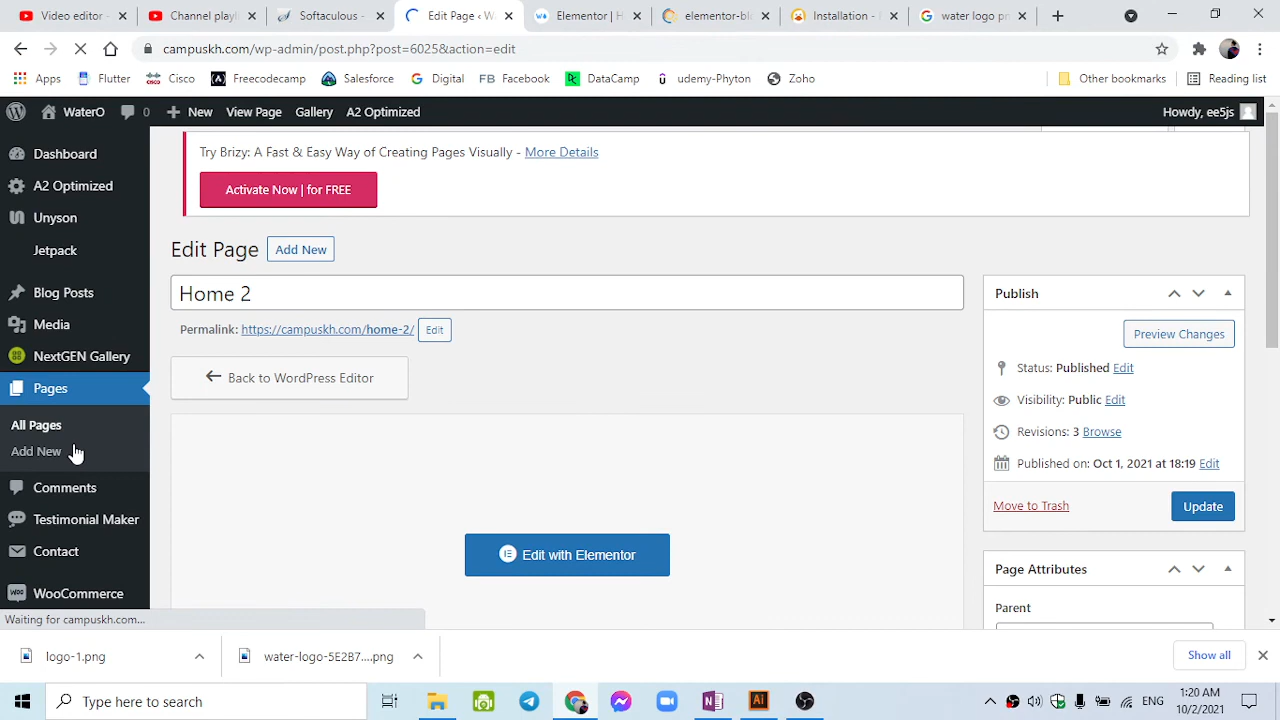 Video editor -
Channel playl
Softaculous -
Edit Page ‹ W
Elementor | H
elementor bli
Installation -
water logo pn
campuskh.com/wp-admin/post.php?post=6025&action=edit
Apps
Flutter
Cisco
Freecodecamp
Salesforce
Digital
FB Facebook
DataCamp
udemy-Phyton
Zoho
Other bookmarks
Reading list
WaterO
0
New
View Page
Gallery
A2 Optimized
Howdy, ee5js
Dashboard
A2 Optimized
Unyson
Jetpack
Blog Posts
Media
NextGEN Gallery
Pages
All Pages
Add New
Comments
Testimonial Maker
Contact
WooCommerce
Try Brizy: A Fast & Easy Way of Creating Pages Visually - More Details
Activate Now | for FREE
Edit Page
Add New
Home 2
Permalink: https://campuskh.com/home-2/ Edit
Back to WordPress Editor
Edit with Elementor
Publish
Preview Changes
Status: Published Edit
Visibility: Public Edit
Revisions: 3 Browse
Published on: Oct 1, 2021 at 18:19 Edit
Move to Trash
Update
Page Attributes
Parent
Waiting for campuskh.com...
logo-1.png
water-logo-5E2B7....png
Show all
Type here to search
ENG
1:20 AM
10/2/2021